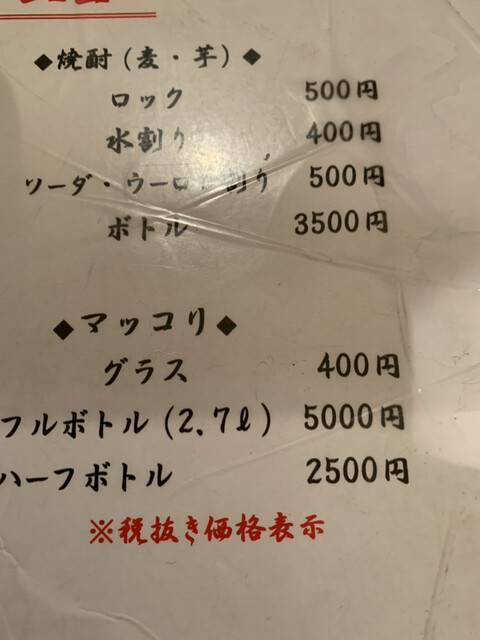 ◆焼酎(麦・芋)◆
ロック 500円
水割り 400円
ソーダ・ウーロン割り 500円
ボトル 3500円
◆マッコリ◆
グラス 400円
フルボトル(2.7ℓ) 5000円
ハーフボトル 2500円
※税抜き価格表示